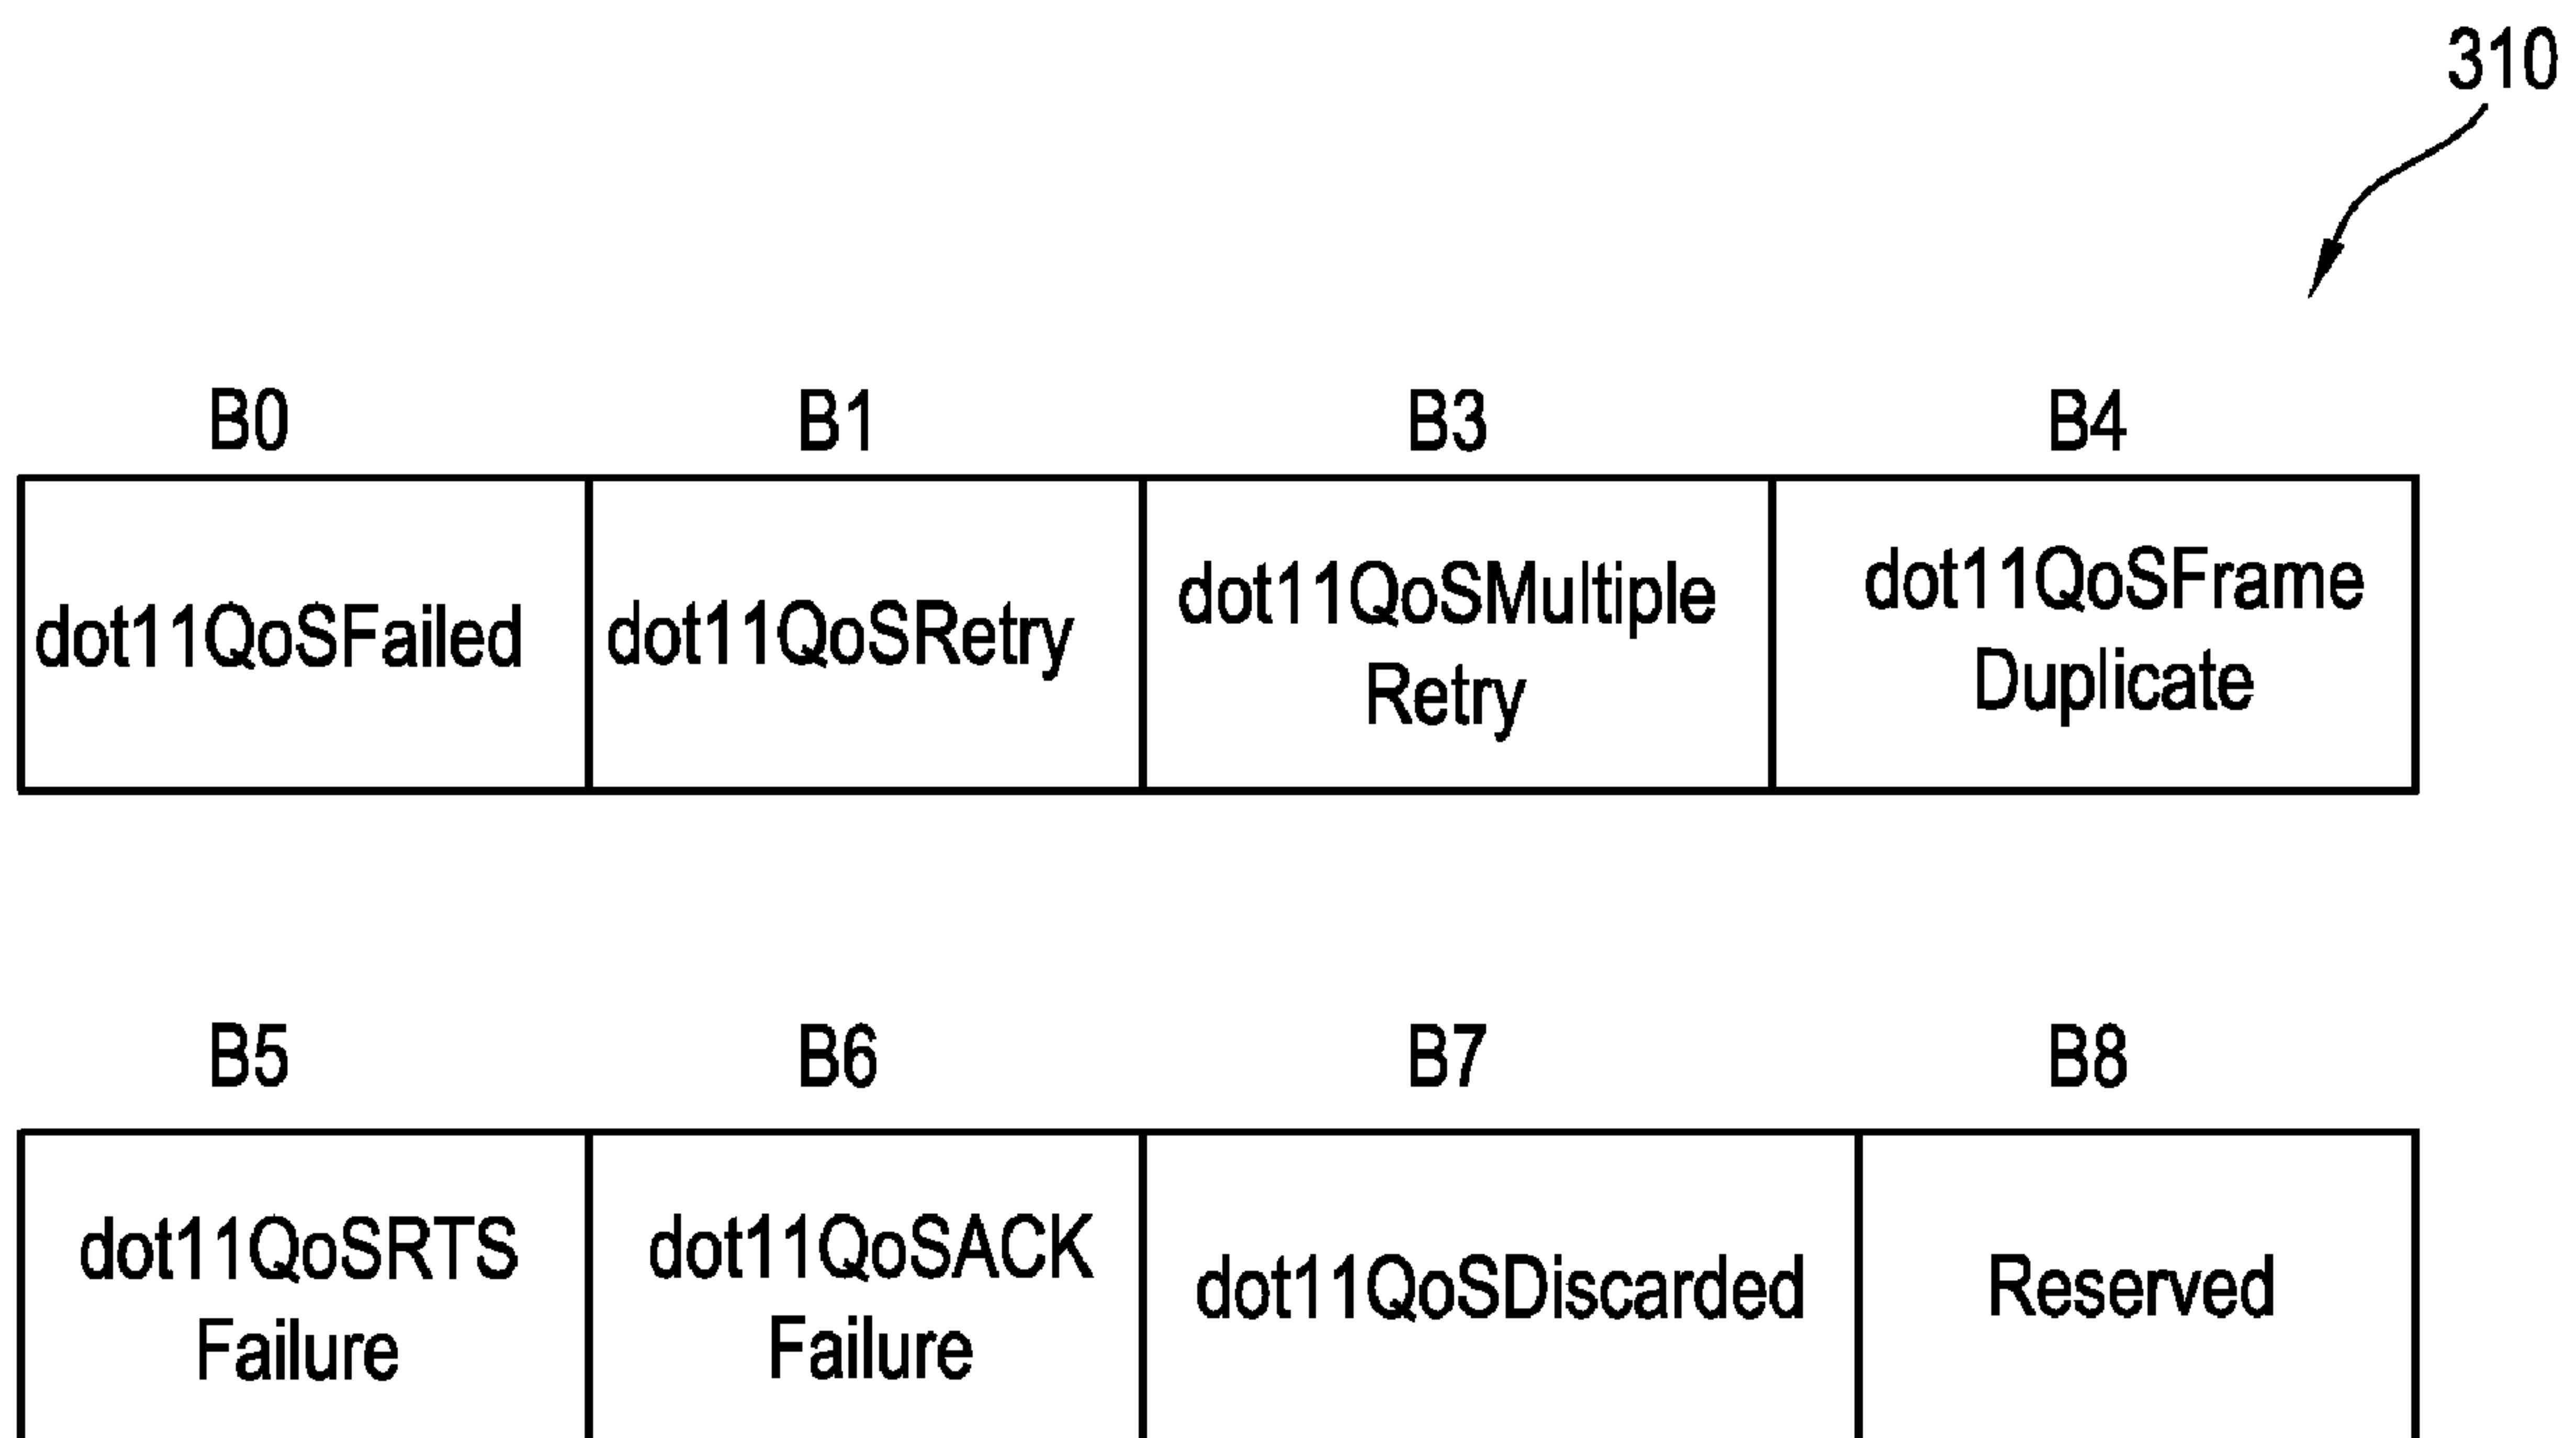 310
B0 B1 B3 B4
dot11QoSFailed dot11QoSRetry dot11QoSMultiple Retry dot11QoSFrame Duplicate
B5 B6 B7 B8
dot11QoSRTS Failure dot11QoSACK Failure dot11QoSDiscarded Reserved